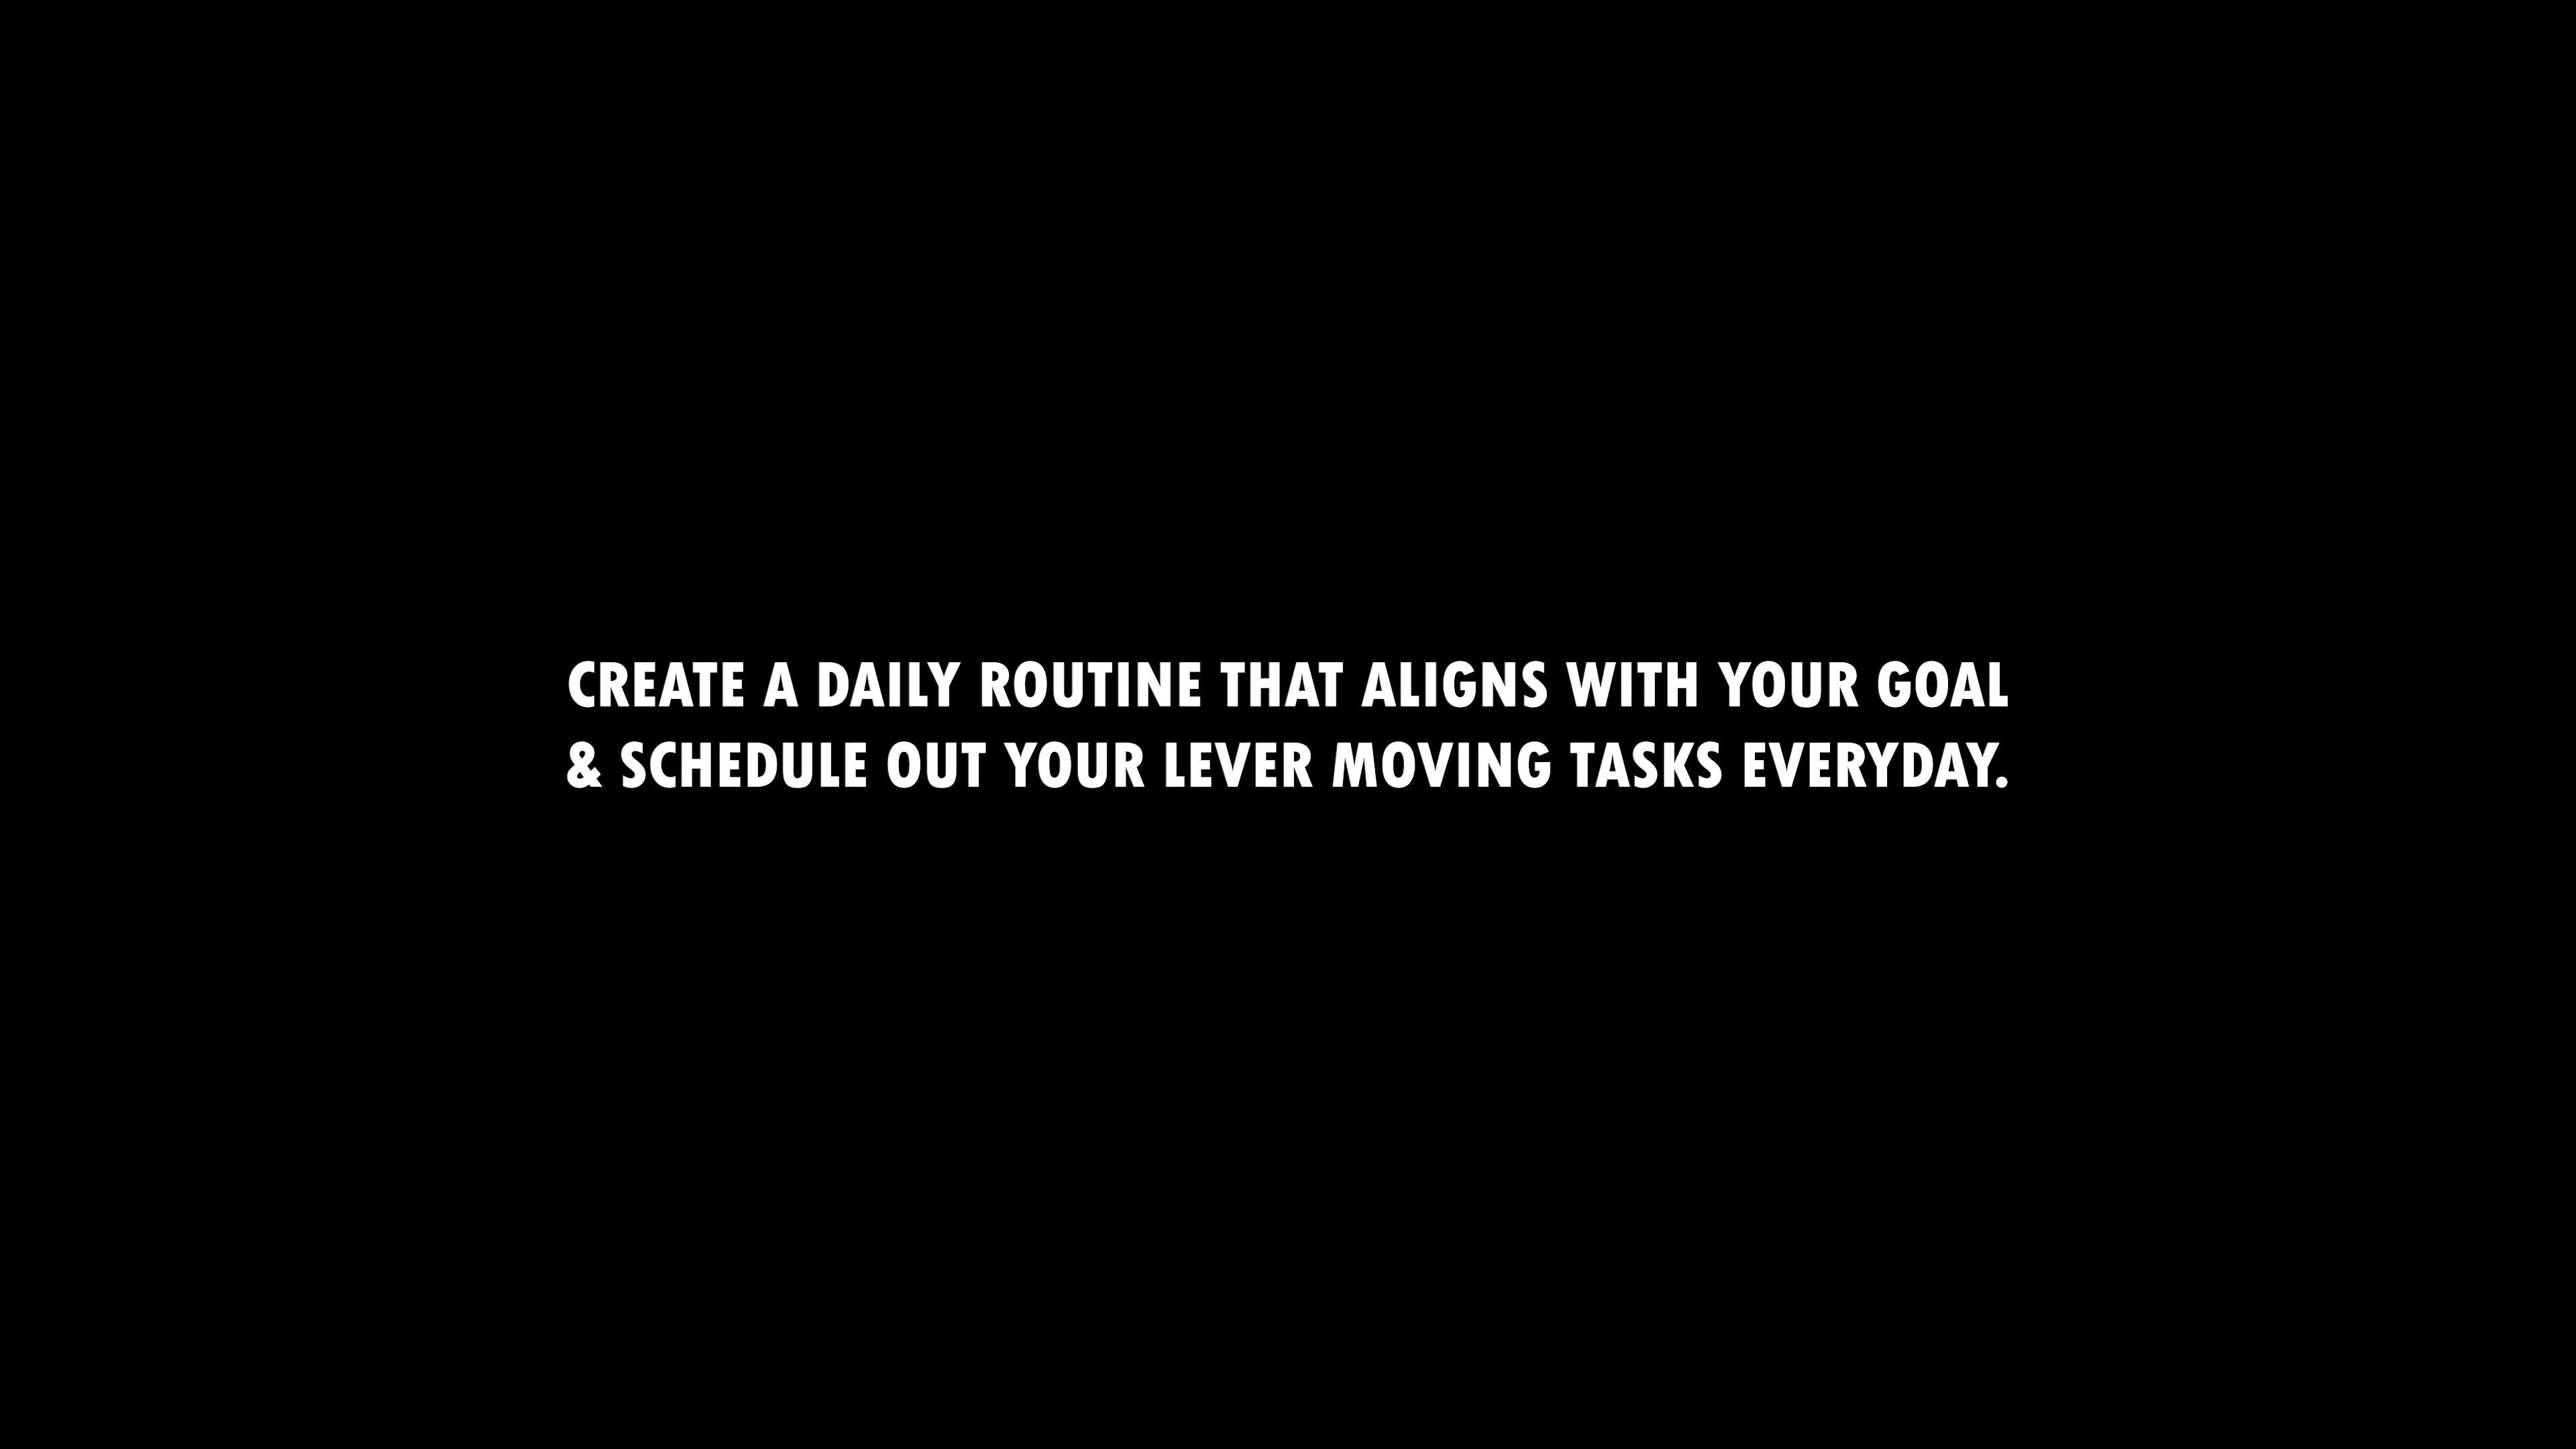 CREATE A DAILY ROUTINE THAT ALIGNS WITH YOUR GOAL
& SCHEDULE OUT YOUR LEVER MOVING TASKS EVERYDAY.